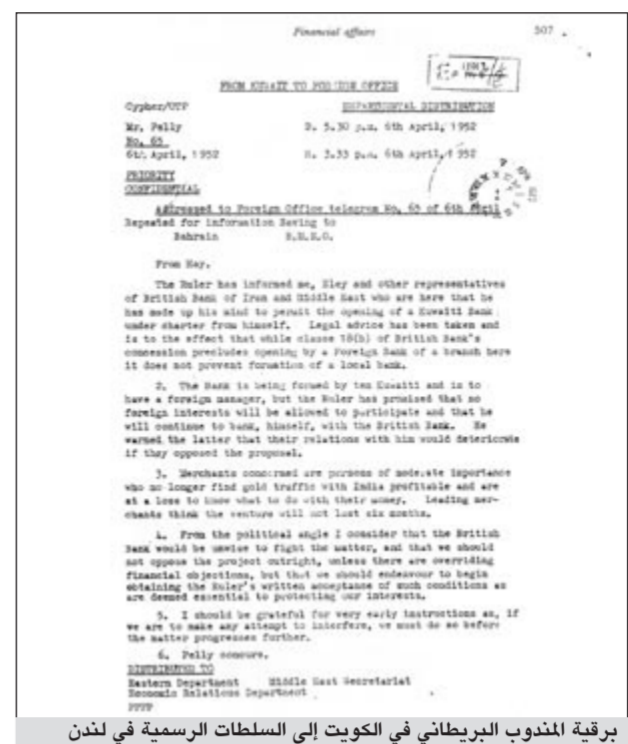 Financial affairs 507
FROM KUWAIT TO FOREIGN OFFICE
Cypher/OTP DEPARTMENTAL DISTRIBUTION
Mr. Pelly D. 5.30 p.m. 6th April, 1952
No. 65
6th April, 1952 R. 3.33 p.m. 6th April, 1952
PRIORITY
CONFIDENTIAL
Addressed to Foreign Office telegram No. 65 of 6th April
Repeated for information Saving to
Bahrain B.M.E.O.
From Hay.
The Ruler has informed me, Eley and other representatives
of British Bank of Iran and Middle East who are here that he
has made up his mind to permit the opening of a Kuwaiti Bank
under charter from himself. Legal advice has been taken and
is to the effect that while clause 18(b) of British Bank's
concession precludes opening by a Foreign Bank of a branch here
it does not prevent formation of a local bank.
2. The Bank is being formed by ten Kuwaiti and is to
have a foreign manager, but the Ruler has promised that no
foreign interests will be allowed to participate and that he
will continue to bank, himself, with the British Bank. He
warned the latter that their relations with him would deteriorate
if they opposed the proposal.
3. Merchants concerned are persons of moderate importance
who no longer find gold traffic with India profitable and are
at a loss to know what to do with their money. Leading mer-
chants think the venture will not last six months.
4. From the political angle I consider that the British
Bank would be unwise to fight the matter, and that we should
not oppose the project outright, unless there are overriding
financial objections, but that we should endeavour to begin
obtaining the Ruler's written acceptance of such conditions as
are deemed essential to protecting our interests.
5. I should be grateful for very early instructions as, if
we are to make any attempt to interfere, we must do so before
the matter progresses further.
6. Pelly concurs.
DISTRIBUTED TO
Eastern Department Middle East Secretariat
Economic Relations Department
PPPP
برقية المندوب البريطاني في الكويت إلى السلطات الرسمية في لندن